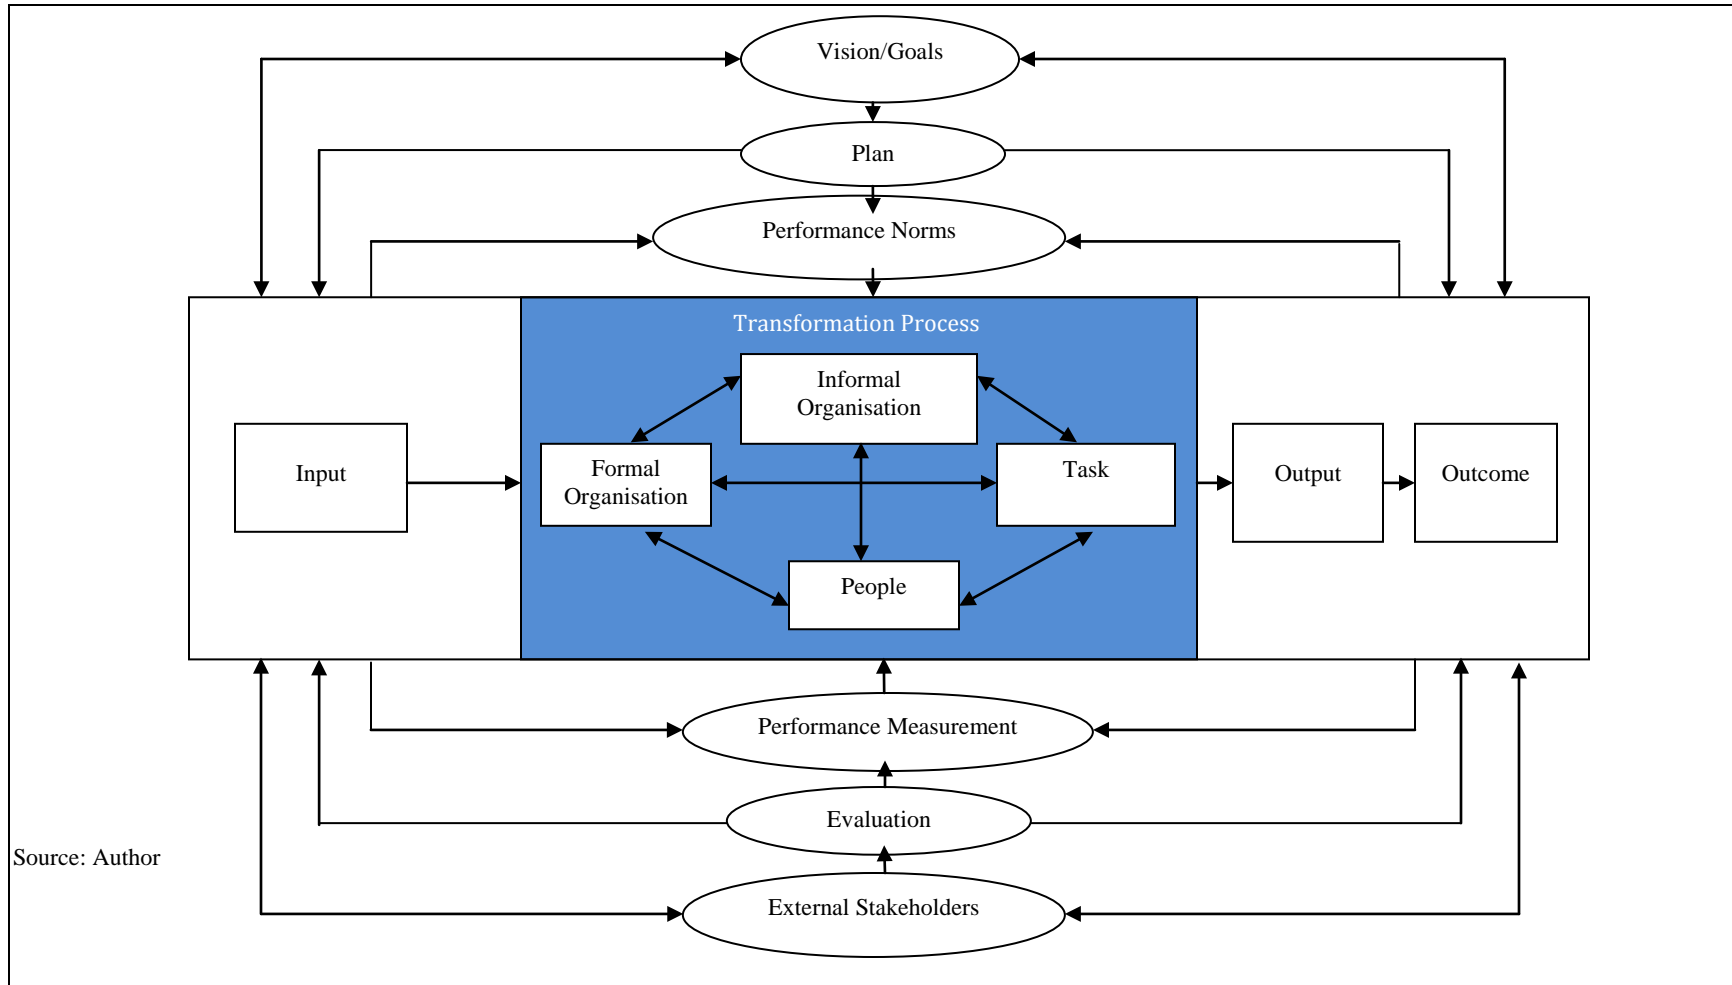 Vision/Goals
Plan
Performance Norms
Transformation Process
Informal
Organisation
Formal
Organisation
Task
Input
Output
Outcome
People
Performance Measurement
Evaluation
Source: Author
External Stakeholders